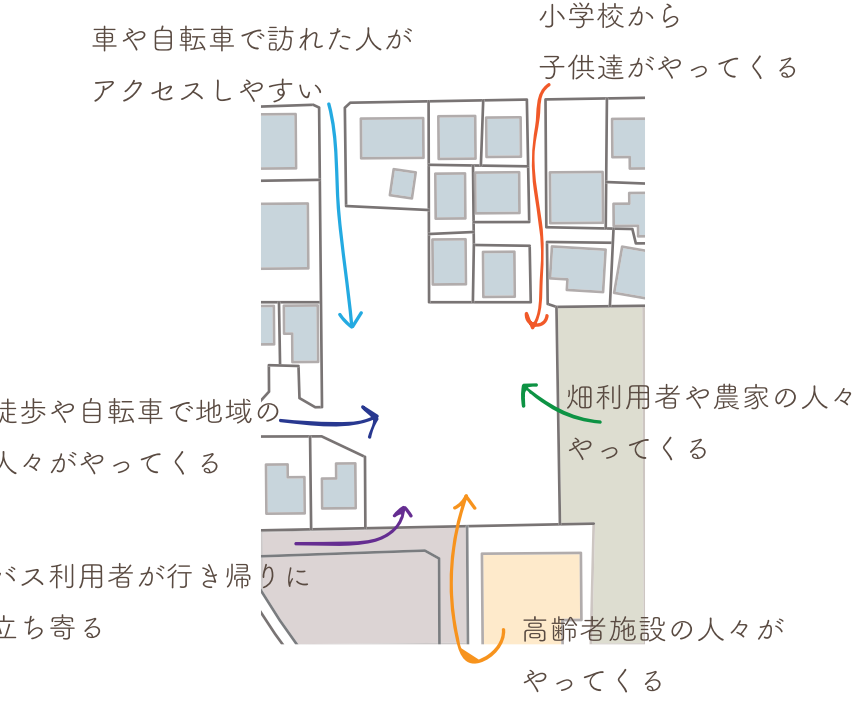 小学校から
子供達がやってくる
車や自転車で訪れた人が
アクセスしやすい
徒歩や自転車で地域の
人々がやってくる
畑利用者や農家の人々
やってくる
バス利用者が行き帰りに
立ち寄る
高齢者施設の人々が
やってくる